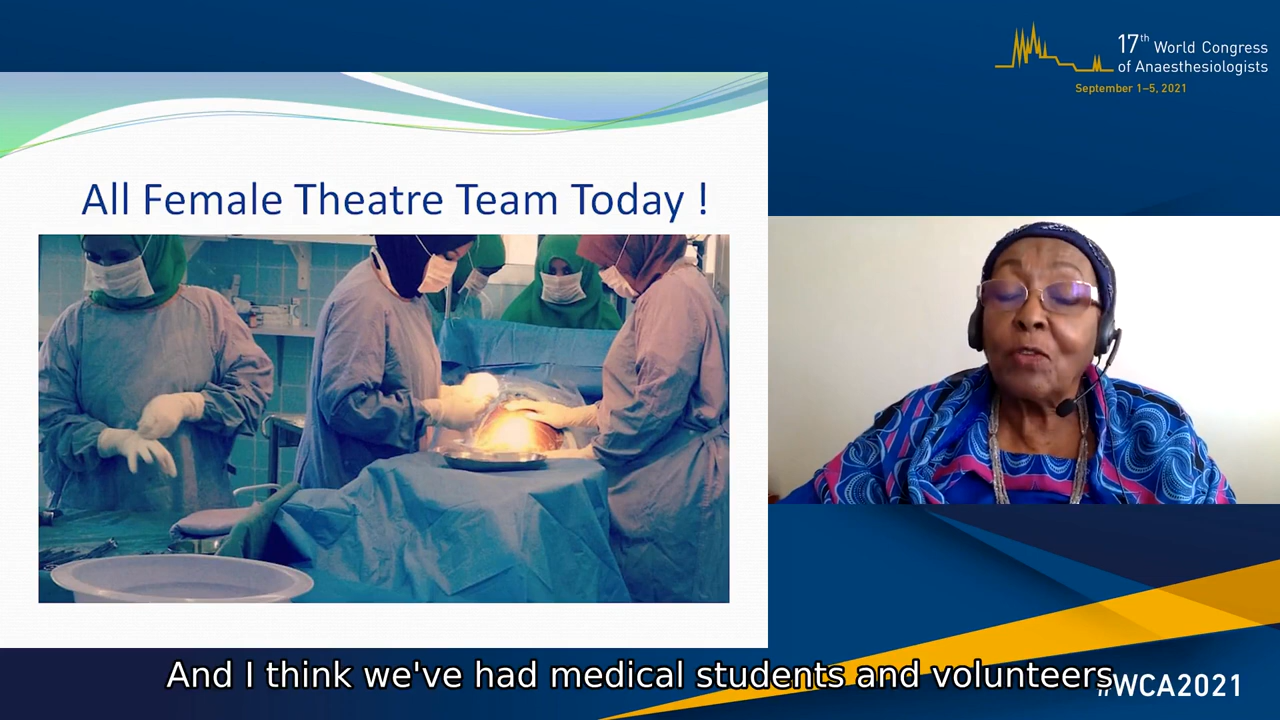 17th World Congress
of Anaesthesiologists
September 1–5, 2021
All Female Theatre Team Today !
And I think we've had medical students and volunteers
#WCA2021